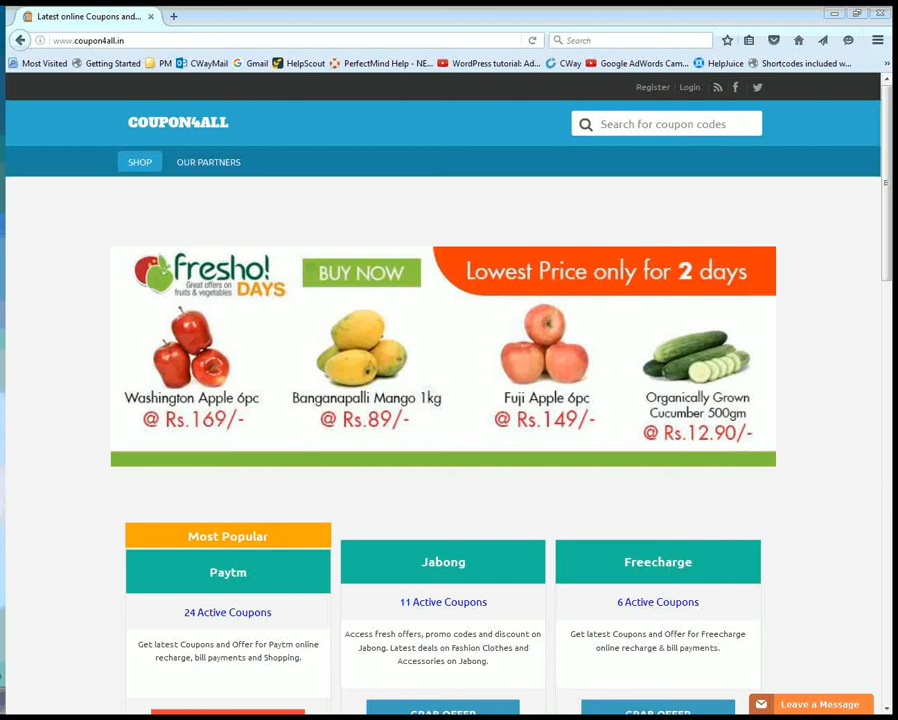 Latest online Coupons and...
www.coupon4all.in
Search
Most Visited Getting Started PM CWayMail Gmail HelpScout PerfectMind Help - NE... WordPress tutorial: Ad... CWay Google AdWords Cam... HelpJuice Shortcodes included w...
Register Login
COUPON4ALL
Search for coupon codes
SHOP OUR PARTNERS
fresho!
Great offers on
fruits & vegetables DAYS
BUY NOW
Lowest Price only for 2 days
Washington Apple 6pc
@ Rs.169/-
Banganapalli Mango 1kg
@ Rs.89/-
Fuji Apple 6pc
@ Rs.149/-
Organically Grown
Cucumber 500gm
@ Rs.12.90/-
Most Popular
Paytm
24 Active Coupons
Get latest Coupons and Offer for Paytm online
recharge, bill payments and Shopping.
Jabong
11 Active Coupons
Access fresh offers, promo codes and discount on
Jabong. Latest deals on Fashion Clothes and
Accessories on Jabong.
GRAB OFFER
Freecharge
6 Active Coupons
Get latest Coupons and Offer for Freecharge
online recharge & bill payments.
GRAB OFFER
Leave a Message